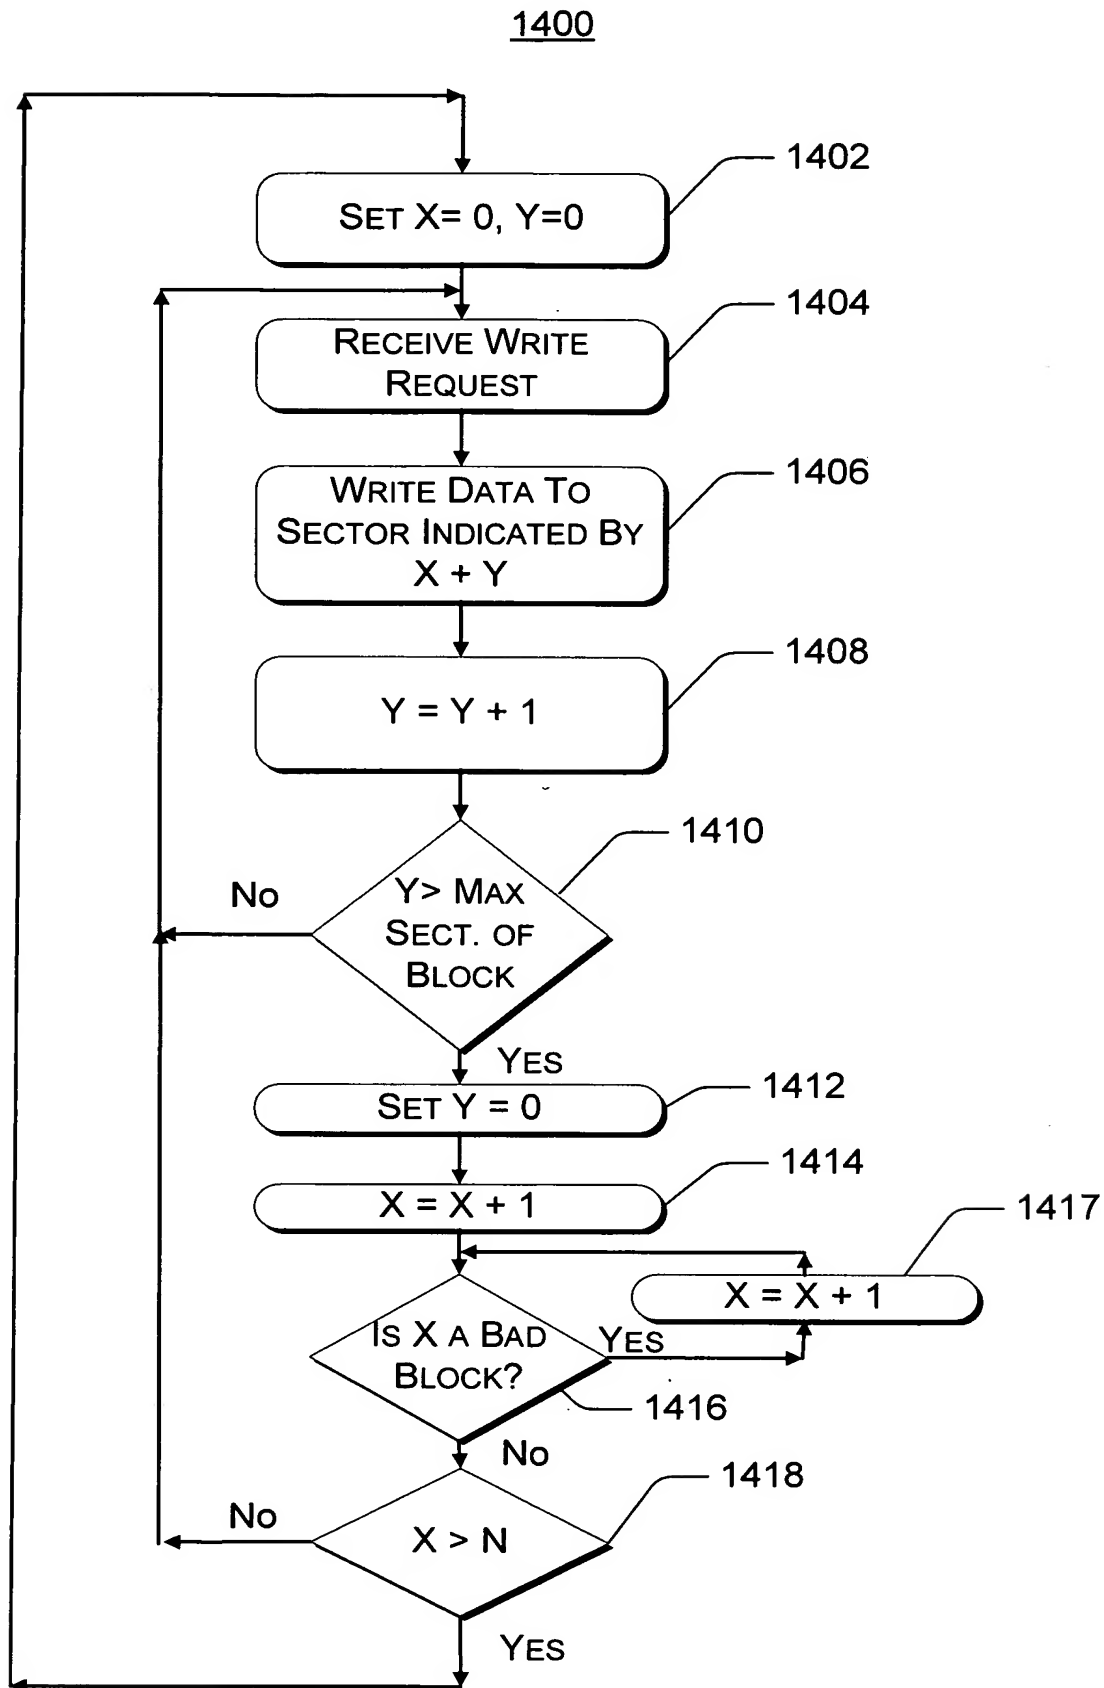 1400
1402
SET X= 0, Y=0
1404
RECEIVE WRITE
REQUEST
1406
WRITE DATA TO
SECTOR INDICATED BY
X + Y
1408
Y = Y + 1
1410
Y> MAX
SECT. OF
BLOCK
NO
YES
1412
SET Y = 0
1414
X = X + 1
1417
X = X + 1
IS X A BAD
BLOCK?
YES
1416
NO
1418
X > N
NO
YES